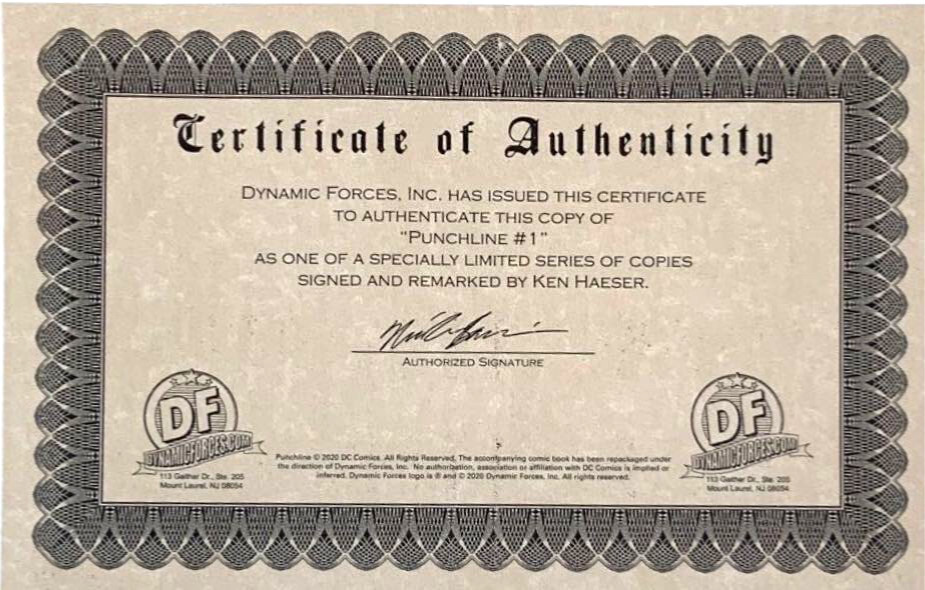 Certificate of Authenticity
DYNAMIC FORCES, INC. HAS ISSUED THIS CERTIFICATE
TO AUTHENTICATE THIS COPY OF
"PUNCHLINE #1"
AS ONE OF A SPECIALLY LIMITED SERIES OF COPIES
SIGNED AND REMARKED BY KEN HAESER.
AUTHORIZED SIGNATURE
DF
DYNAMICFORCES.COM
113 Gaither Dr., Ste. 205
Mount Laurel, NJ 08054
Punchline © 2020 DC Comics. All Rights Reserved. The accompanying comic book has been repackaged under
the direction of Dynamic Forces, Inc. No authorization, association or affiliation with DC Comics is implied or
inferred. Dynamic Forces logo is ® and © 2020 Dynamic Forces, Inc. All rights reserved.
DF
DYNAMICFORCES.COM
113 Gaither Dr., Ste. 205
Mount Laurel, NJ 08054